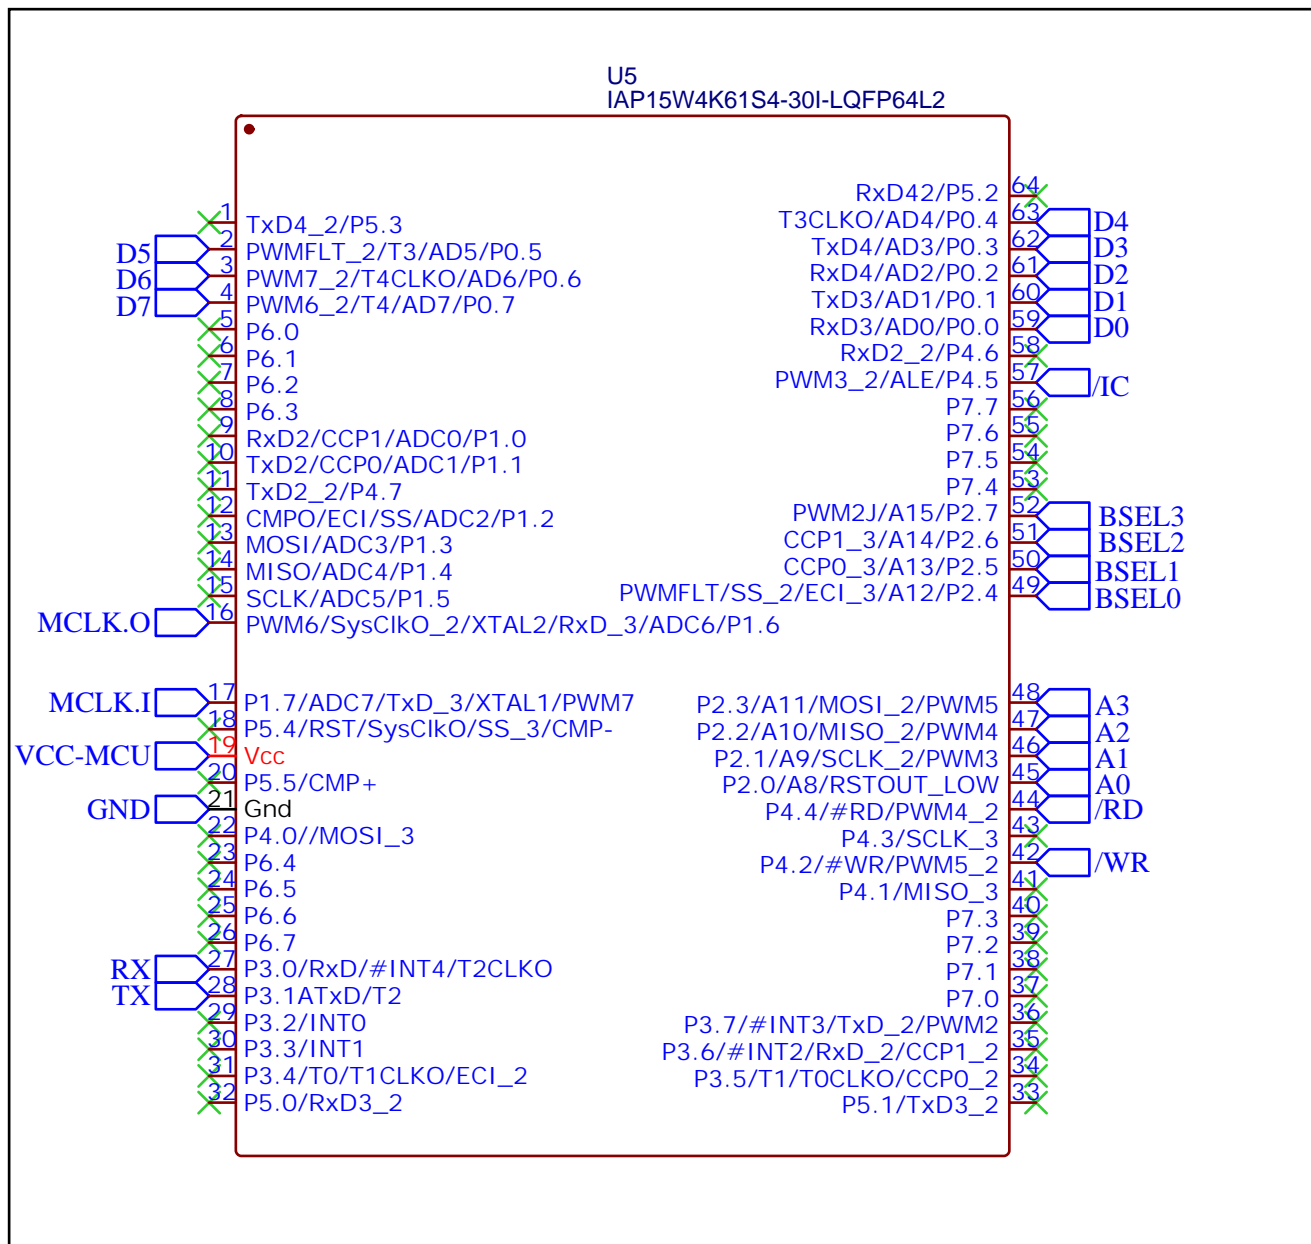 U5
IAP15W4K61S4-30I-LQFP64L2
1 TxD4_2/P5.3
D5 2 PWMFLT_2/T3/AD5/P0.5
D6 3 PWM7_2/T4CLKO/AD6/P0.6
D7 4 PWM6_2/T4/AD7/P0.7
5 P6.0
6 P6.1
7 P6.2
8 P6.3
9 RxD2/CCP1/ADC0/P1.0
10 TxD2/CCP0/ADC1/P1.1
11 TxD2_2/P4.7
12 CMPO/ECI/SS/ADC2/P1.2
13 MOSI/ADC3/P1.3
14 MISO/ADC4/P1.4
15 SCLK/ADC5/P1.5
MCLK.O 16 PWM6/SysClkO_2/XTAL2/RxD_3/ADC6/P1.6
MCLK.I 17 P1.7/ADC7/TxD_3/XTAL1/PWM7
18 P5.4/RST/SysClkO/SS_3/CMP-
VCC-MCU 19 Vcc
20 P5.5/CMP+
GND 21 Gnd
22 P4.0//MOSI_3
23 P6.4
24 P6.5
25 P6.6
26 P6.7
RX 27 P3.0/RxD/#INT4/T2CLKO
TX 28 P3.1ATxD/T2
29 P3.2/INT0
30 P3.3/INT1
31 P3.4/T0/T1CLKO/ECI_2
32 P5.0/RxD3_2
RxD42/P5.2 64
T3CLKO/AD4/P0.4 63 D4
TxD4/AD3/P0.3 62 D3
RxD4/AD2/P0.2 61 D2
TxD3/AD1/P0.1 60 D1
RxD3/AD0/P0.0 59 D0
RxD2_2/P4.6 58
PWM3_2/ALE/P4.5 57 /IC
P7.7 56
P7.6 55
P7.5 54
P7.4 53
PWM2J/A15/P2.7 52 BSEL3
CCP1_3/A14/P2.6 51 BSEL2
CCP0_3/A13/P2.5 50 BSEL1
PWMFLT/SS_2/ECI_3/A12/P2.4 49 BSEL0
P2.3/A11/MOSI_2/PWM5 48 A3
P2.2/A10/MISO_2/PWM4 47 A2
P2.1/A9/SCLK_2/PWM3 46 A1
P2.0/A8/RSTOUT_LOW 45 A0
P4.4/#RD/PWM4_2 44 /RD
P4.3/SCLK_3 43
P4.2/#WR/PWM5_2 42 /WR
P4.1/MISO_3 41
P7.3 40
P7.2 39
P7.1 38
P7.0 37
P3.7/#INT3/TxD_2/PWM2 36
P3.6/#INT2/RxD_2/CCP1_2 35
P3.5/T1/T0CLKO/CCP0_2 34
P5.1/TxD3_2 33